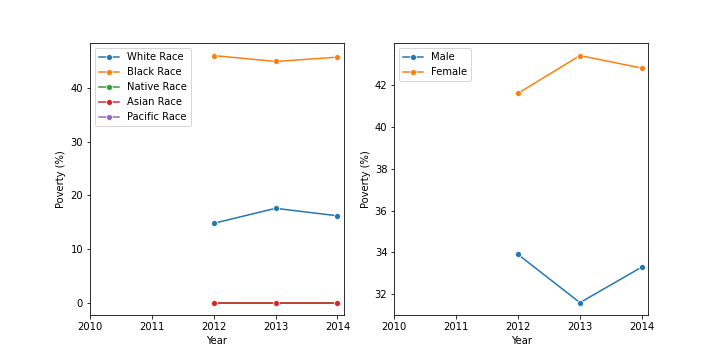 White Race
Black Race
Native Race
Asian Race
Pacific Race
Poverty (%)
40
30
20
10
0
2010 2011 2012 2013 2014
Year
Male
Female
Poverty (%)
42
40
38
36
34
32
2010 2011 2012 2013 2014
Year